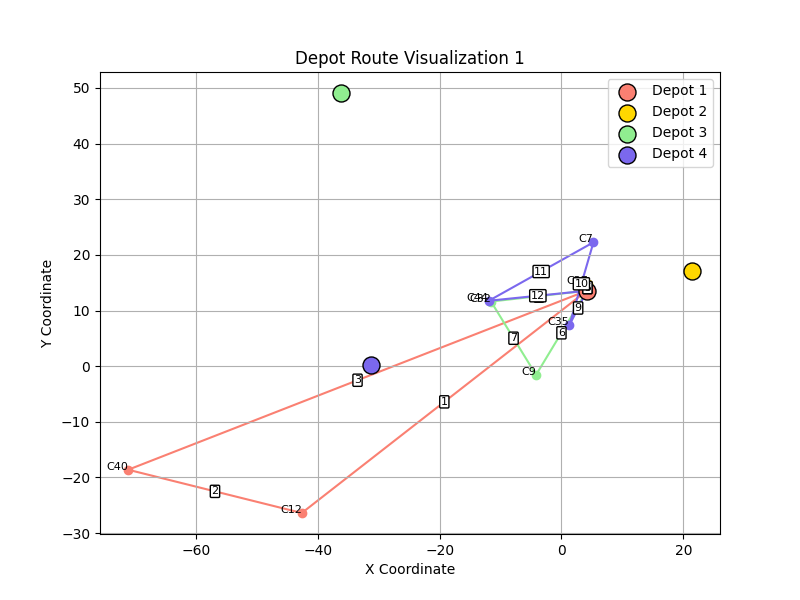 Depot Route Visualization 1
Depot 1
Depot 2
Depot 3
Depot 4
Y Coordinate
50
40
30
20
10
0
−10
−20
−30
C7
11
10
12
9
C35
6
7
C9
3
1
C40
2
C12
−60
−40
−20
0
20
X Coordinate